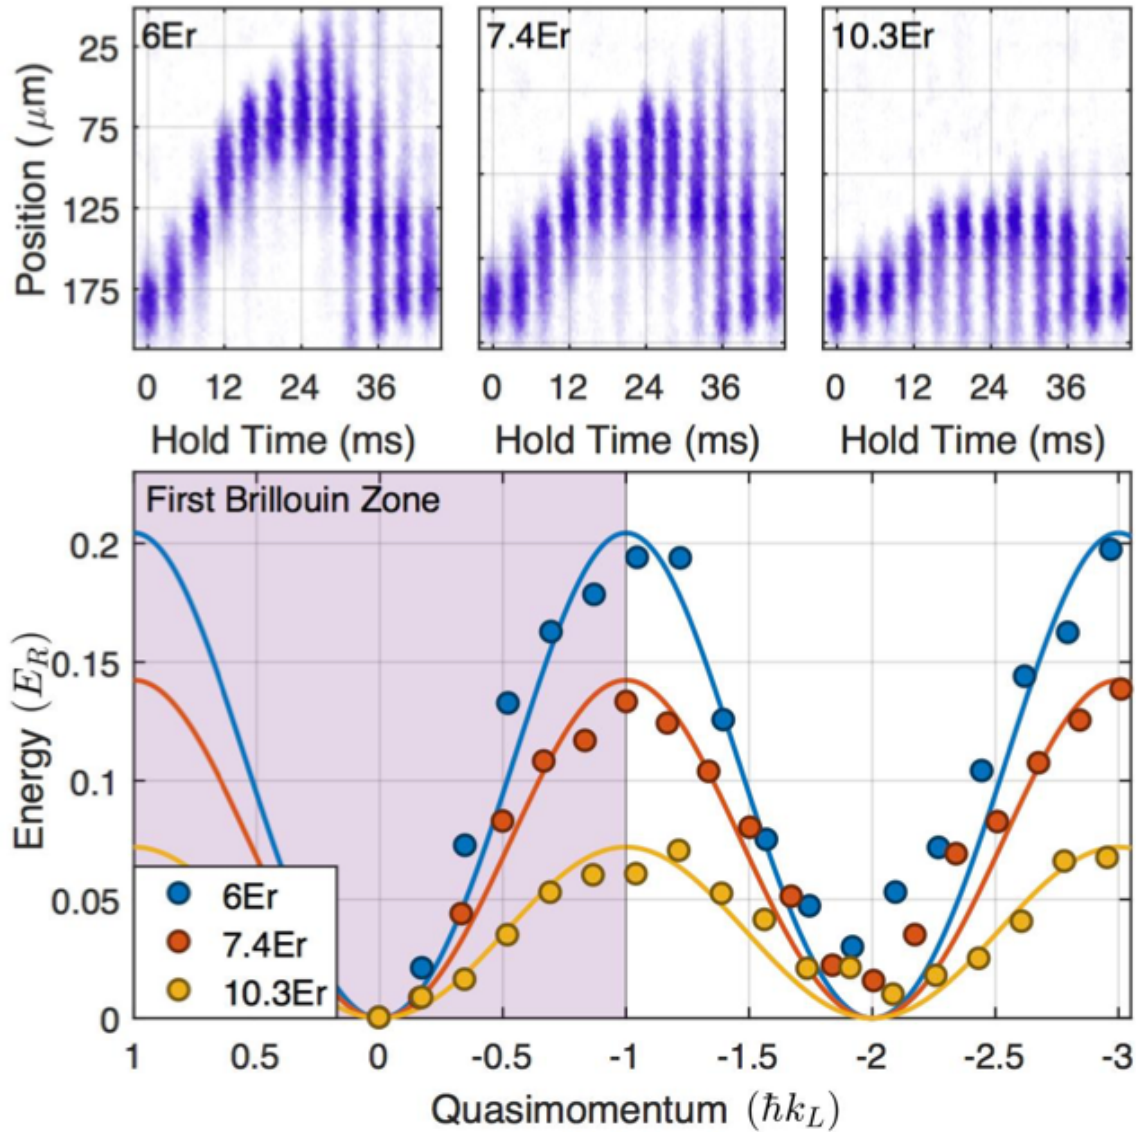 6Er
7.4Er
10.3Er
25
75
125
175
Position (μm)
0 12 24 36
0 12 24 36
0 12 24 36
Hold Time (ms)
Hold Time (ms)
Hold Time (ms)
First Brillouin Zone
0.2
0.15
0.1
0.05
0
Energy (E_R)
6Er
7.4Er
10.3Er
1 0.5 0 -0.5 -1 -1.5 -2 -2.5 -3
Quasimomentum (ħk_L)